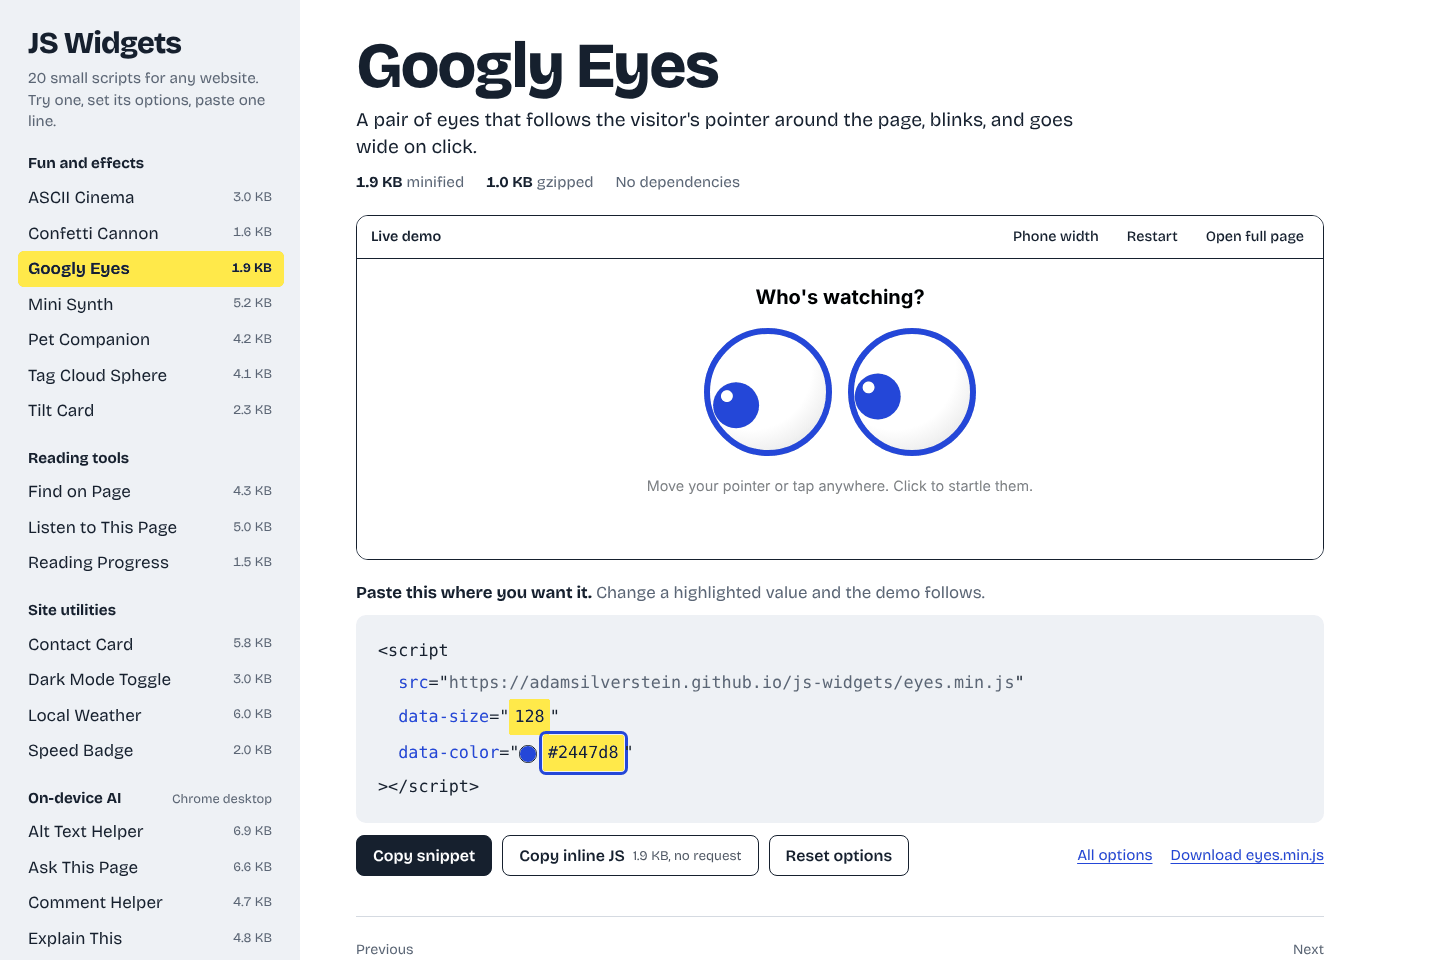 JS Widgets
20 small scripts for any website.
Try one, set its options, paste one
line.
Fun and effects
ASCII Cinema 3.0 KB
Confetti Cannon 1.6 KB
Googly Eyes 1.9 KB
Mini Synth 5.2 KB
Pet Companion 4.2 KB
Tag Cloud Sphere 4.1 KB
Tilt Card 2.3 KB
Reading tools
Find on Page 4.3 KB
Listen to This Page 5.0 KB
Reading Progress 1.5 KB
Site utilities
Contact Card 5.8 KB
Dark Mode Toggle 3.0 KB
Local Weather 6.0 KB
Speed Badge 2.0 KB
On-device AI Chrome desktop
Alt Text Helper 6.9 KB
Ask This Page 6.6 KB
Comment Helper 4.7 KB
Explain This 4.8 KB
Googly Eyes
A pair of eyes that follows the visitor's pointer around the page, blinks, and goes
wide on click.
1.9 KB minified 1.0 KB gzipped No dependencies
Live demo Phone width Restart Open full page
Who's watching?
Move your pointer or tap anywhere. Click to startle them.
Paste this where you want it. Change a highlighted value and the demo follows.
<script
src="https://adamsilverstein.github.io/js-widgets/eyes.min.js"
data-size="128"
data-color="#2447d8"
></script>
Copy snippet Copy inline JS 1.9 KB, no request Reset options All options Download eyes.min.js
Previous Next